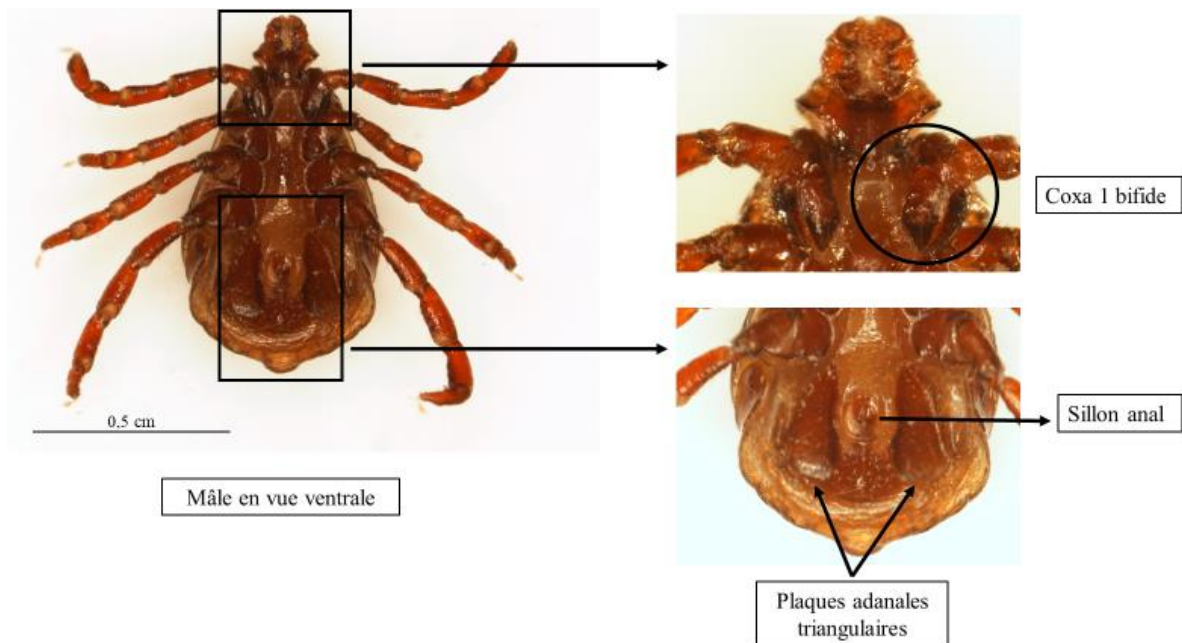 Coxa 1 bifide
0.5 cm
Sillon anal
Mâle en vue ventrale
Plaques adanales
triangulaires